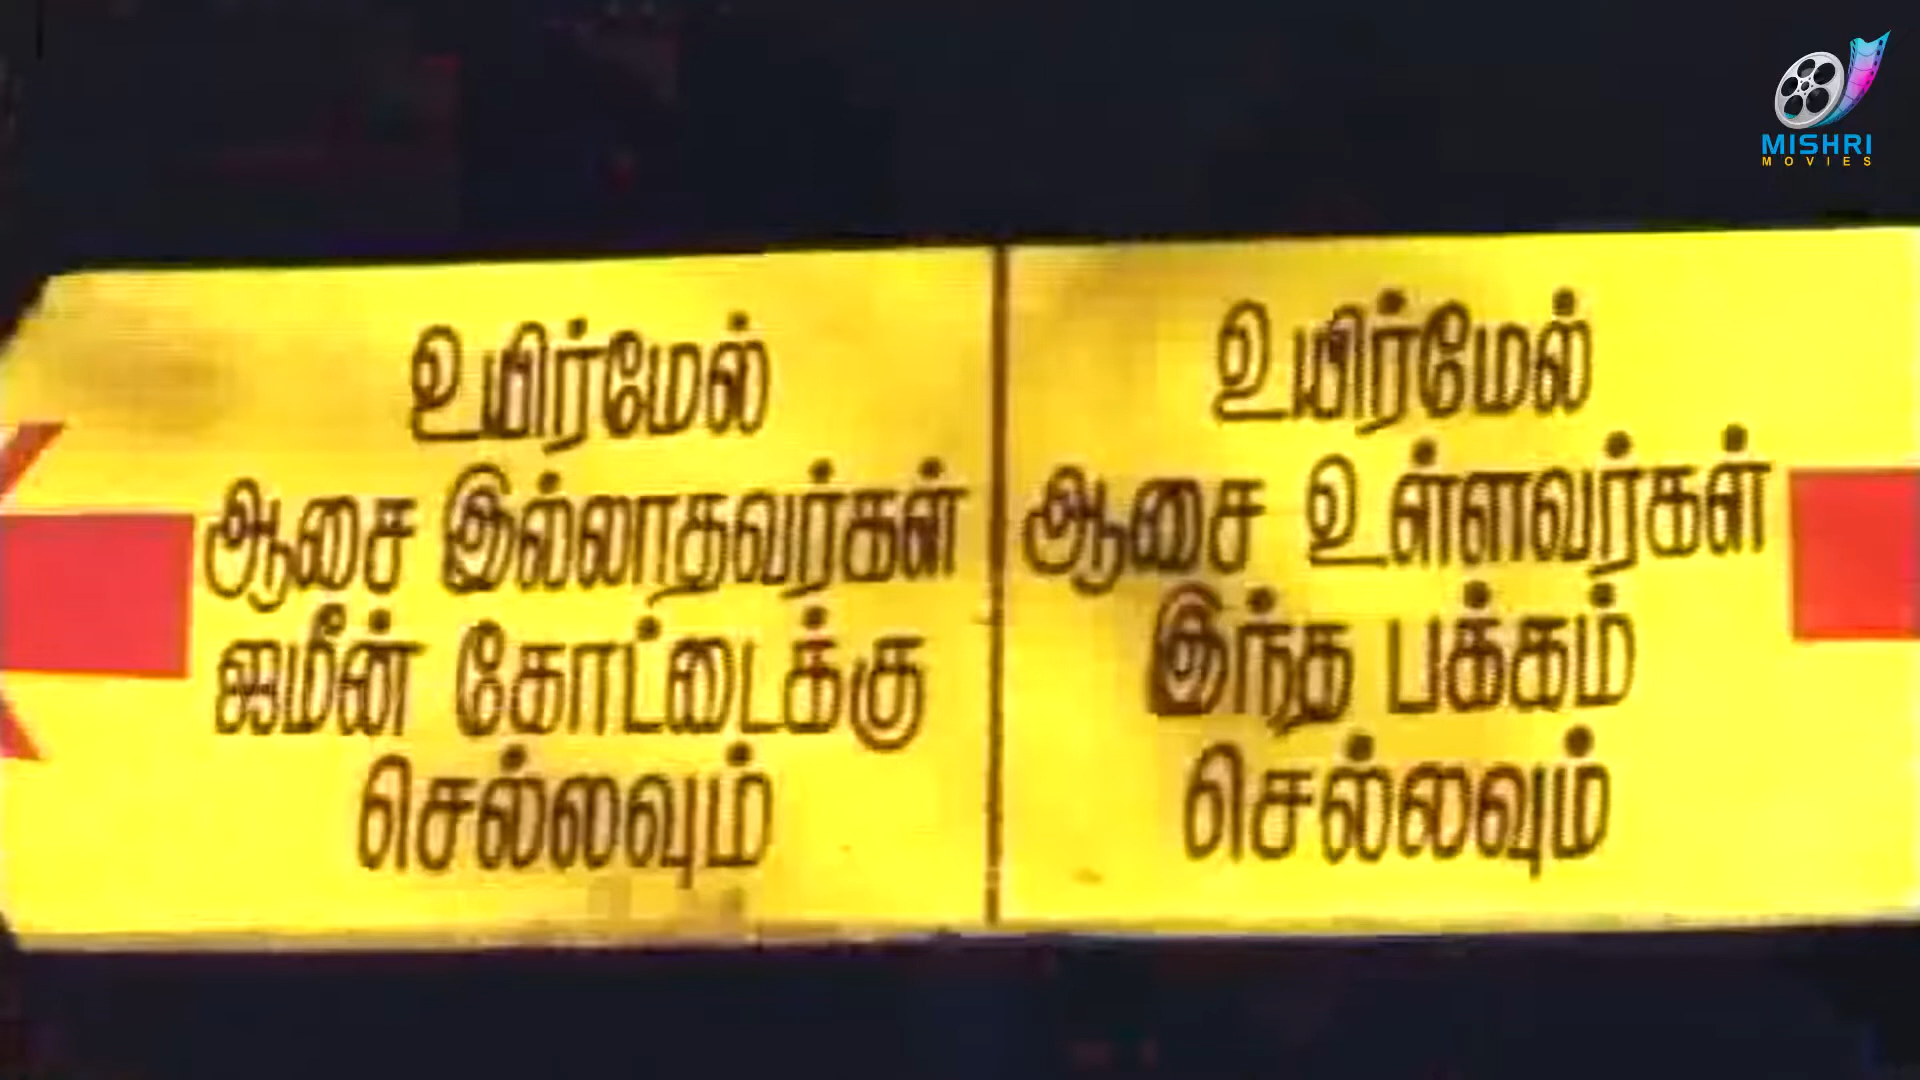 உயிர்மேல்
ஆசை இல்லாதவர்கள்
ஜமீன் கோட்டைக்கு
செல்லவும்
உயிர்மேல்
ஆசை உள்ளவர்கள்
இந்த பக்கம்
செல்லவும்
MISHRI
MOVIES